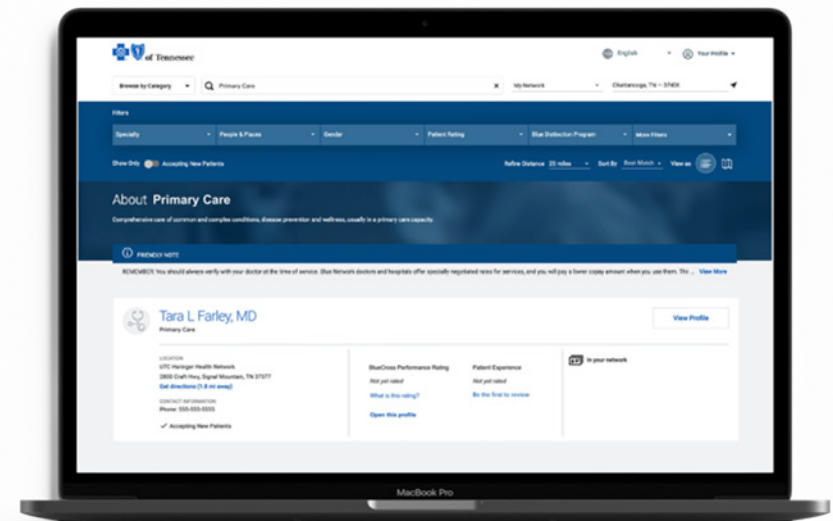 of Tennessee
English
Your Profile
Browse by Category
Primary Care
X
My Network
Chattanooga, TN – 37402
Filters
Specialty
People & Places
Gender
Patient Rating
Blue Distinction Program
More Filters
Show Only
Accepting New Patients
Refine Distance 25 miles
Sort By Best Match
View as
About Primary Care
Comprehensive care of common and complex conditions, disease prevention and wellness, usually in a primary care capacity.
FRIENDLY NOTE
REMEMBER: You should always verify with your doctor at the time of service. Blue Network doctors and hospitals offer specially negotiated rates for services, and you will pay a lower copay amount when you use them. This ... View More
Tara L Farley, MD
Primary Care
View Profile
LOCATION
UTC Haringer Health Network
2800 Craft Hwy, Signal Mountain, TN 37377
Get directions (1.8 mi away)
CONTACT INFORMATION
Phone: 555-555-5555
Accepting New Patients
BlueCross Performance Rating
Not yet rated
What is this rating?
Open this profile
Patient Experience
Not yet rated
Be the first to review
In your network
MacBook Pro